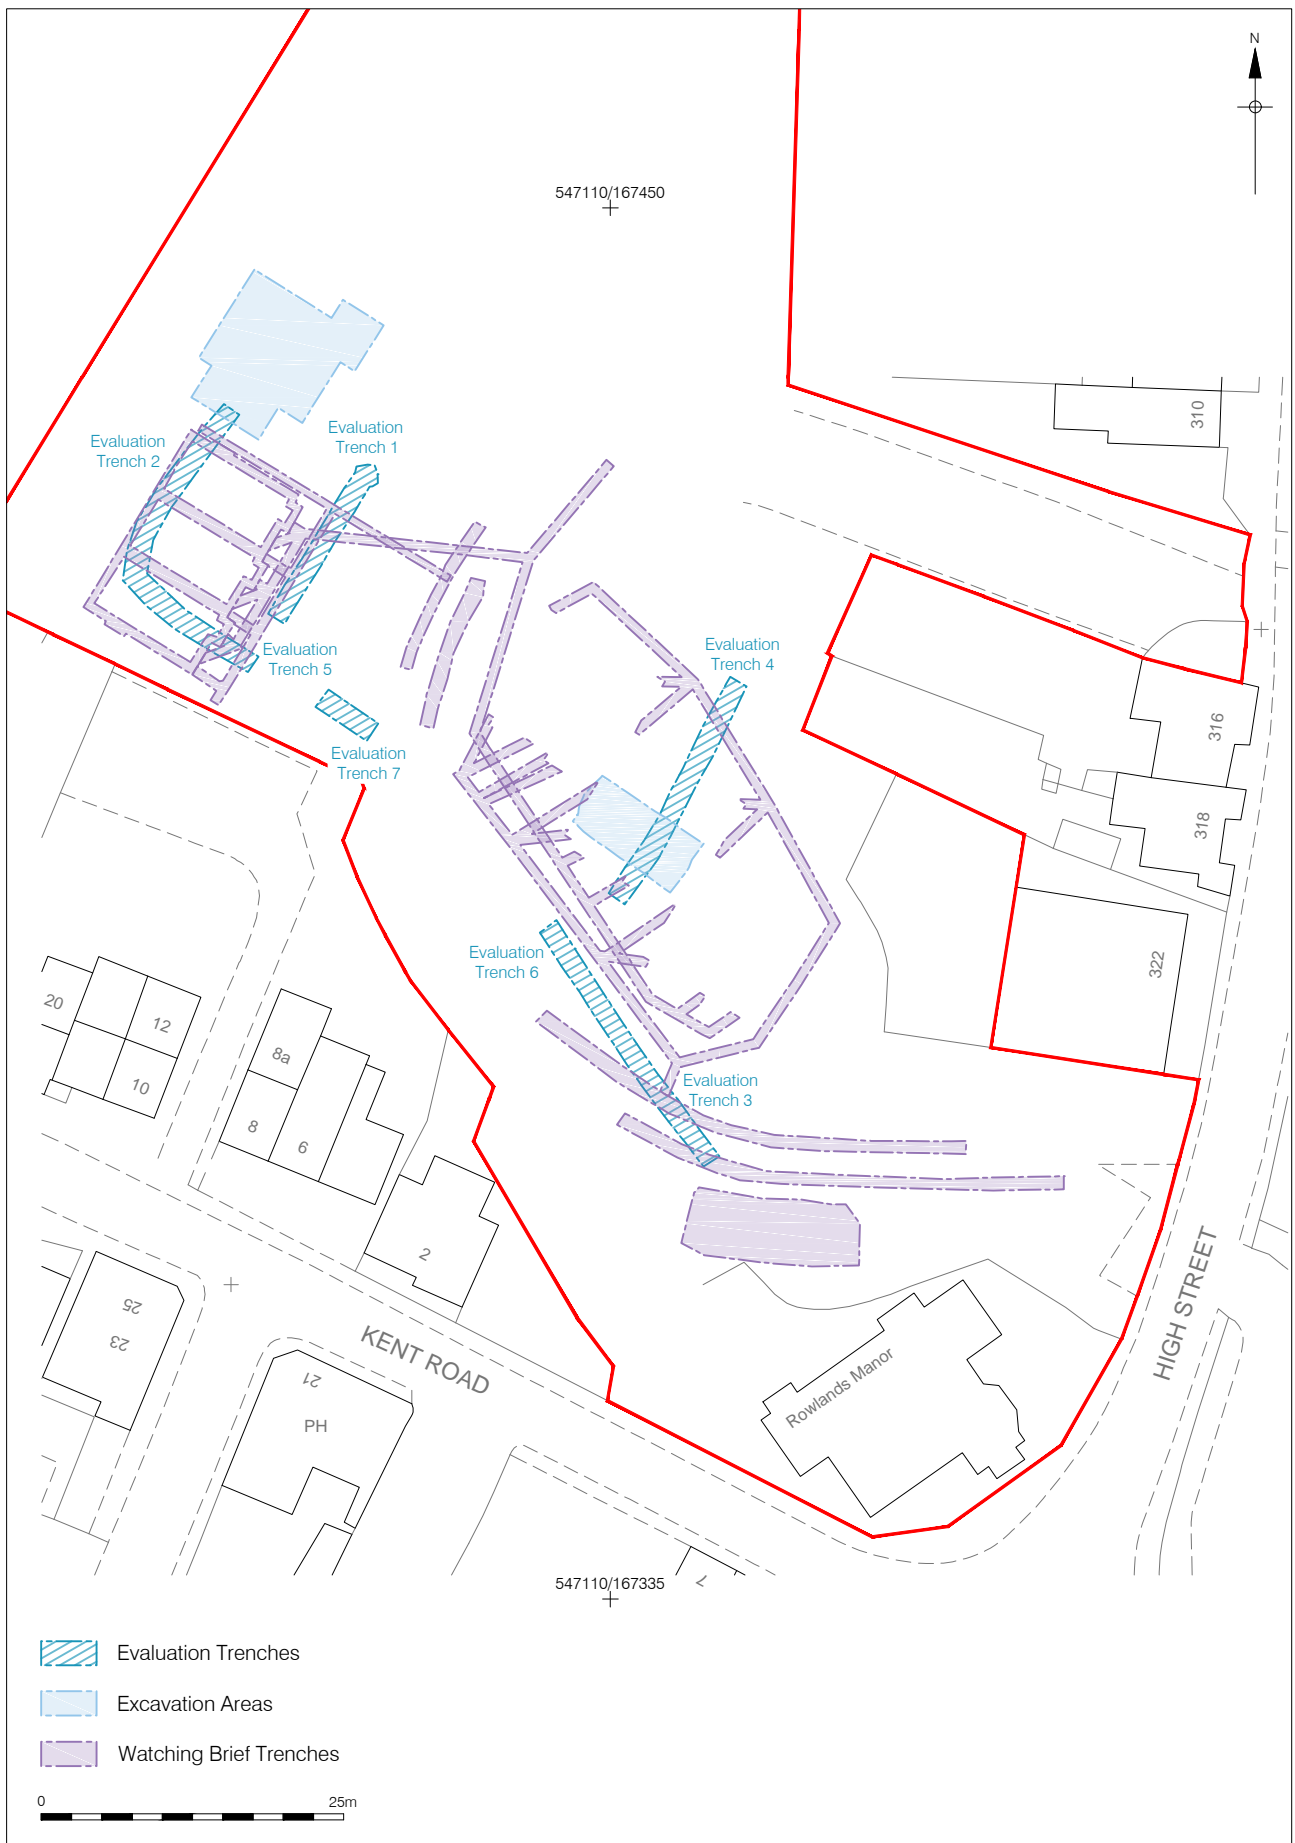 N
547110/167450
310
Evaluation
Trench 1
Evaluation
Trench 2
Evaluation
Trench 5
Evaluation
Trench 4
316
Evaluation
Trench 7
318
Evaluation
Trench 6
322
20
12
10
8a
8
6
Evaluation
Trench 3
2
25
23
KENT ROAD
HIGH STREET
21
PH
Rowlands Manor
547110/167335
7
Evaluation Trenches
Excavation Areas
Watching Brief Trenches
0
25m